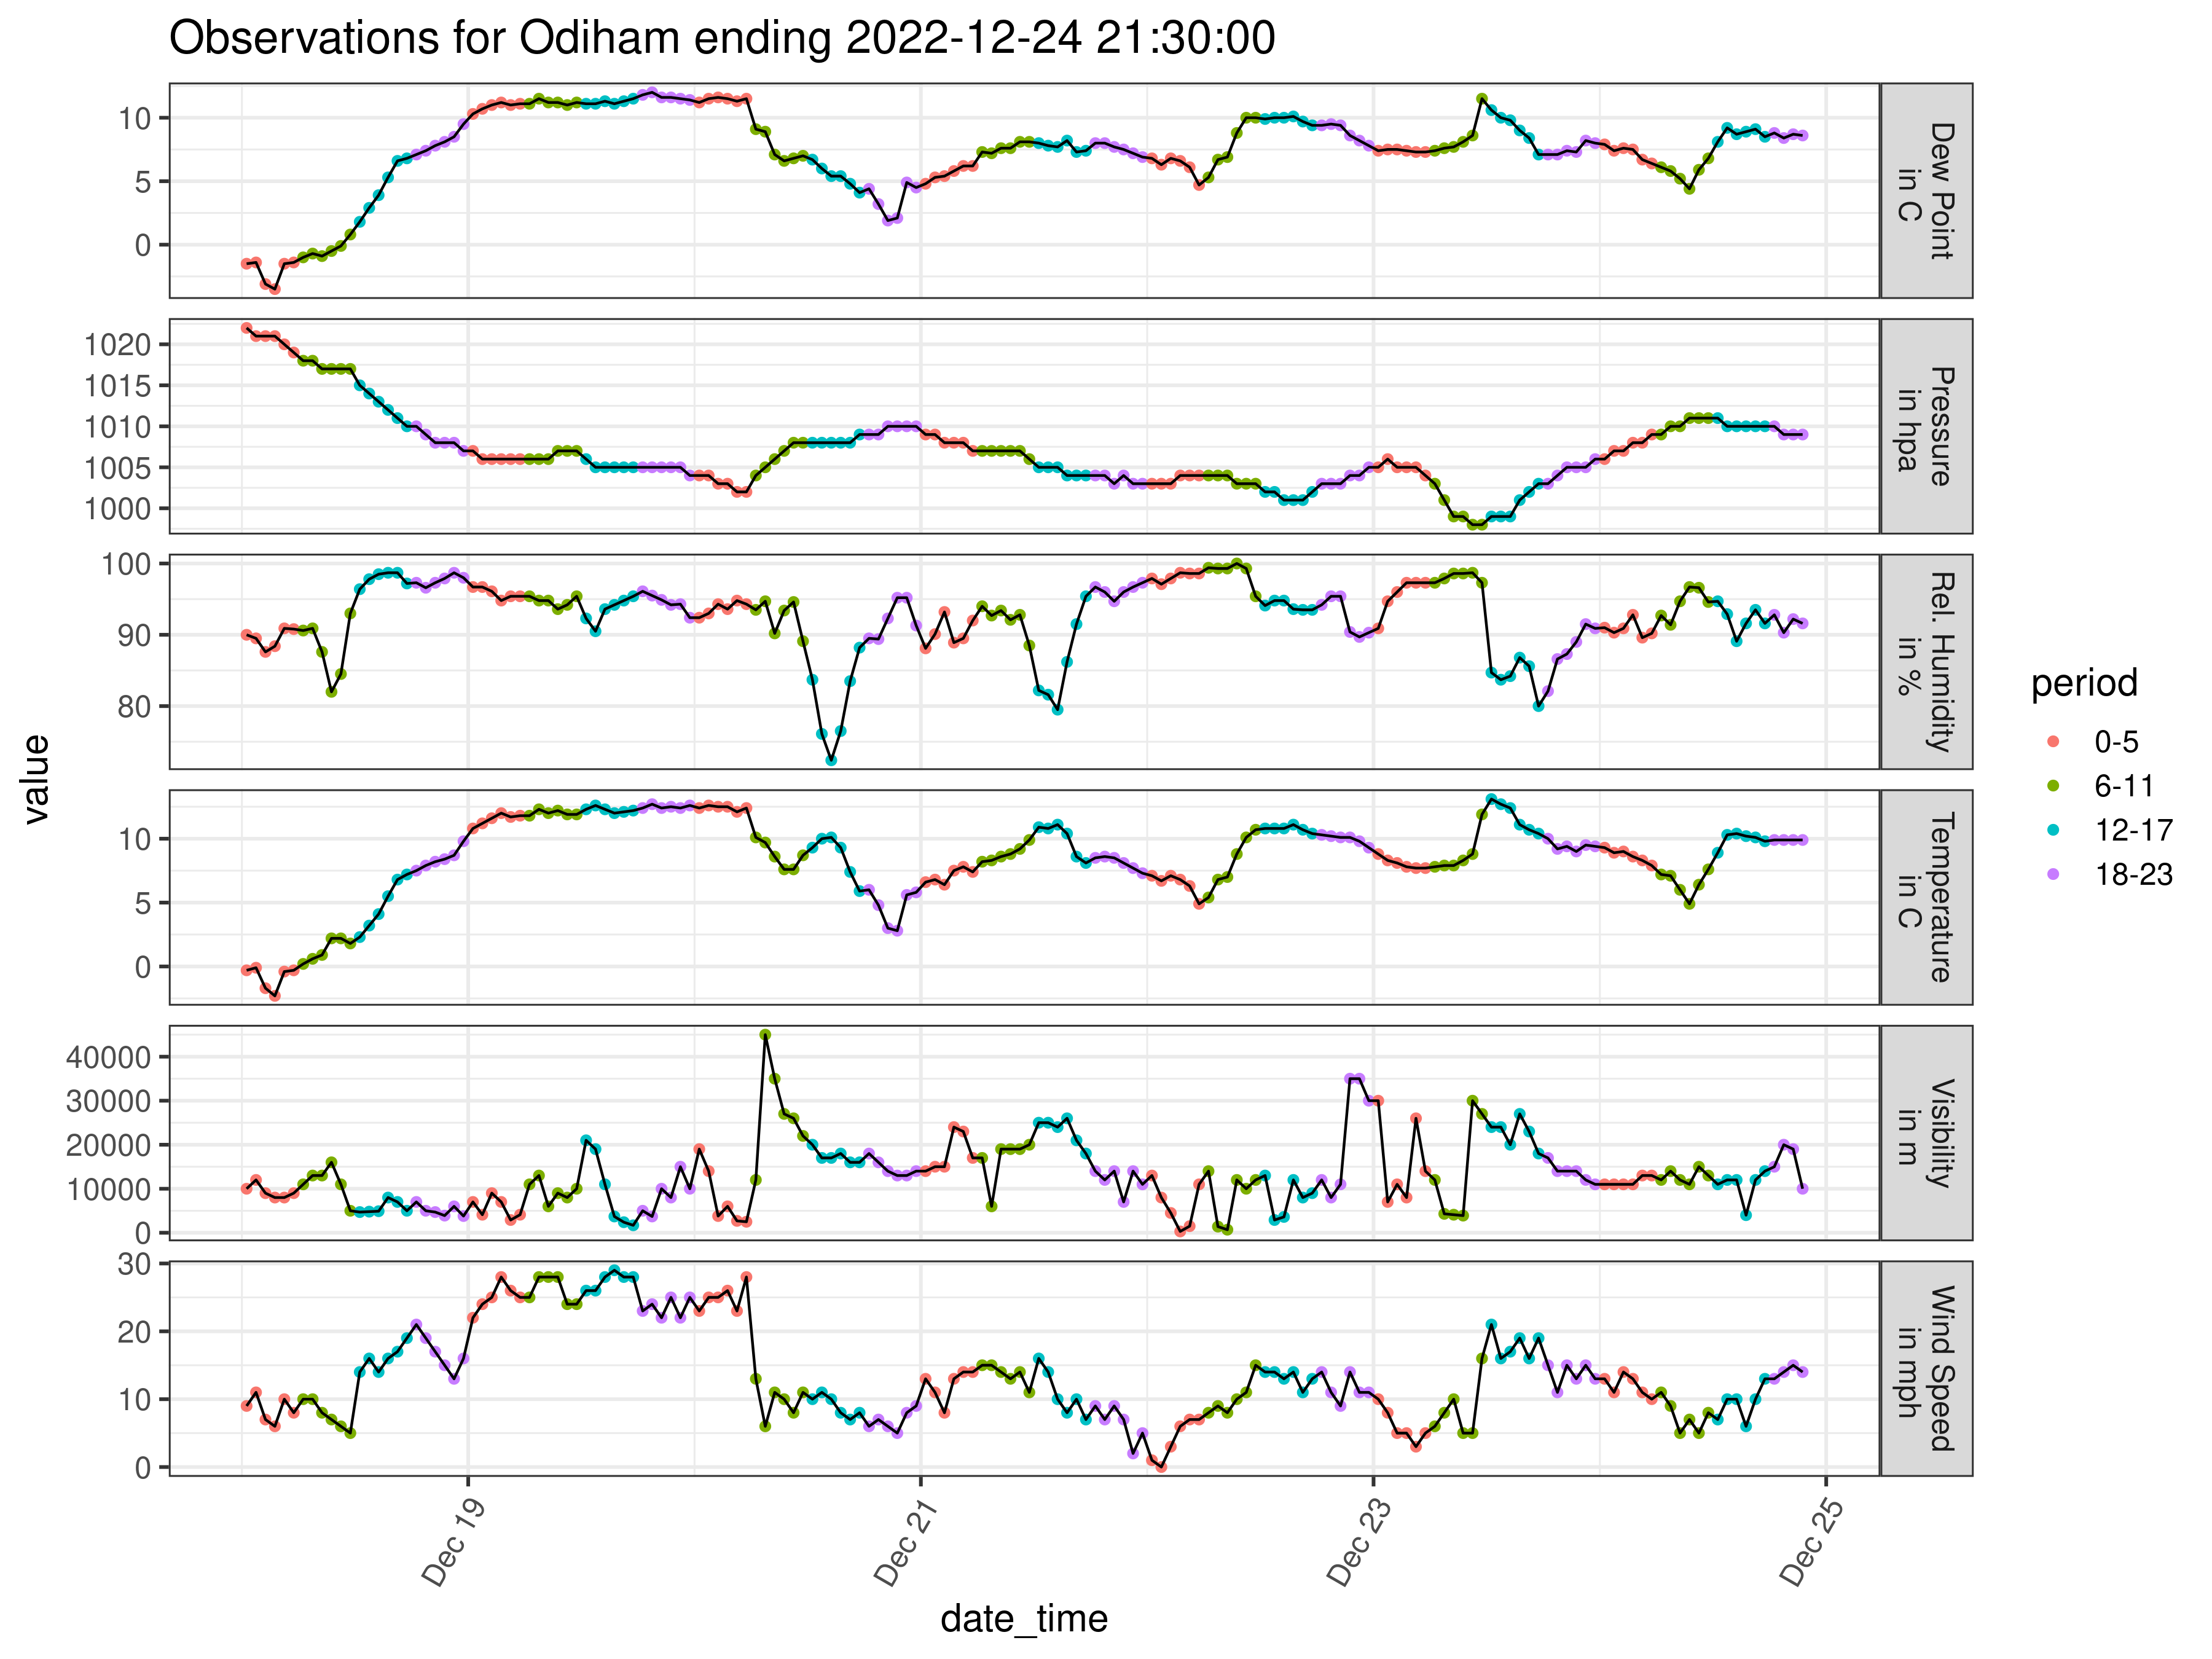 Observations for Odiham ending 2022-12-24 21:30:00
10
5
0
Dew Point
in C
1020
1015
1010
1005
1000
Pressure
in hpa
100
90
80
Rel. Humidity
in %
10
5
0
Temperature
in C
40000
30000
20000
10000
0
Visibility
in m
30
20
10
0
Wind Speed
in mph
value
Dec 19
Dec 21
Dec 23
Dec 25
date_time
period
0-5
6-11
12-17
18-23